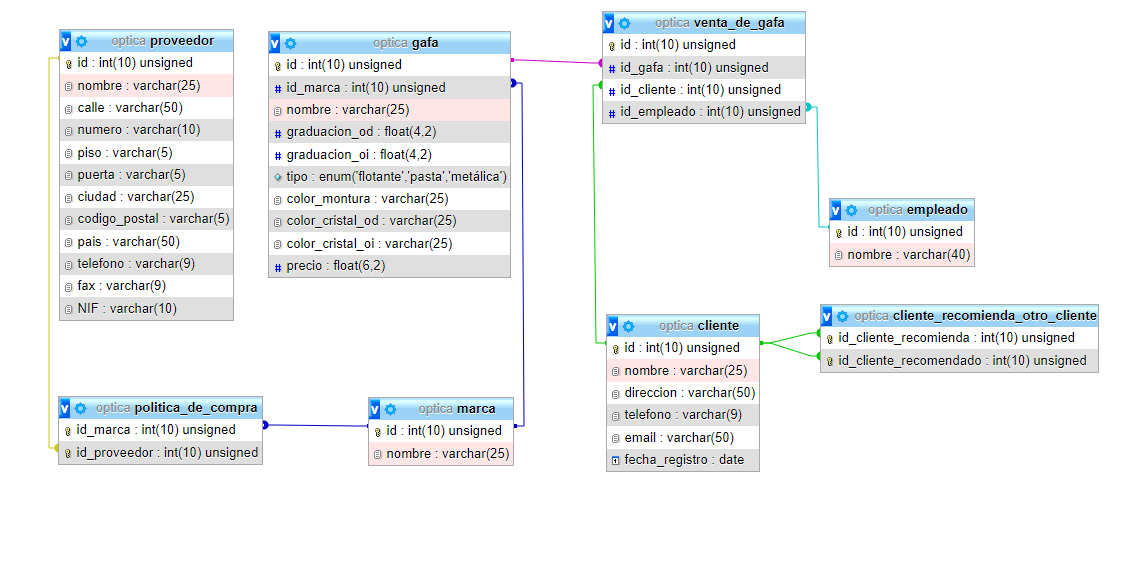 optica proveedor
id : int(10) unsigned
nombre : varchar(25)
calle : varchar(50)
numero : varchar(10)
piso : varchar(5)
puerta : varchar(5)
ciudad : varchar(25)
codigo_postal : varchar(5)
pais : varchar(50)
telefono : varchar(9)
fax : varchar(9)
NIF : varchar(10)
optica gafa
id : int(10) unsigned
id_marca : int(10) unsigned
nombre : varchar(25)
graduacion_od : float(4,2)
graduacion_oi : float(4,2)
tipo : enum('flotante','pasta','metálica')
color_montura : varchar(25)
color_cristal_od : varchar(25)
color_cristal_oi : varchar(25)
precio : float(6,2)
optica venta_de_gafa
id : int(10) unsigned
id_gafa : int(10) unsigned
id_cliente : int(10) unsigned
id_empleado : int(10) unsigned
optica empleado
id : int(10) unsigned
nombre : varchar(40)
optica cliente_recomienda_otro_cliente
id_cliente_recomienda : int(10) unsigned
id_cliente_recomendado : int(10) unsigned
optica cliente
id : int(10) unsigned
nombre : varchar(25)
direccion : varchar(50)
telefono : varchar(9)
email : varchar(50)
fecha_registro : date
optica politica_de_compra
id_marca : int(10) unsigned
id_proveedor : int(10) unsigned
optica marca
id : int(10) unsigned
nombre : varchar(25)